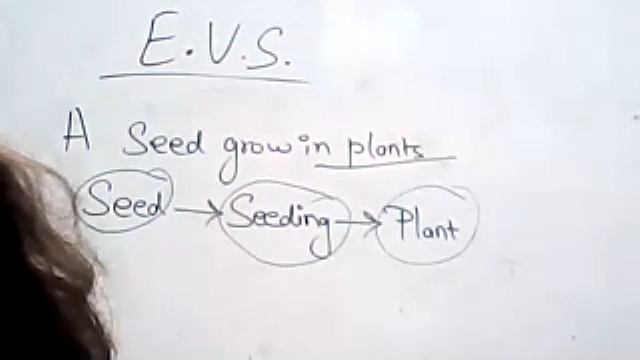 E.V.S.
A Seed grow in plants
Seed → Seeding → Plant